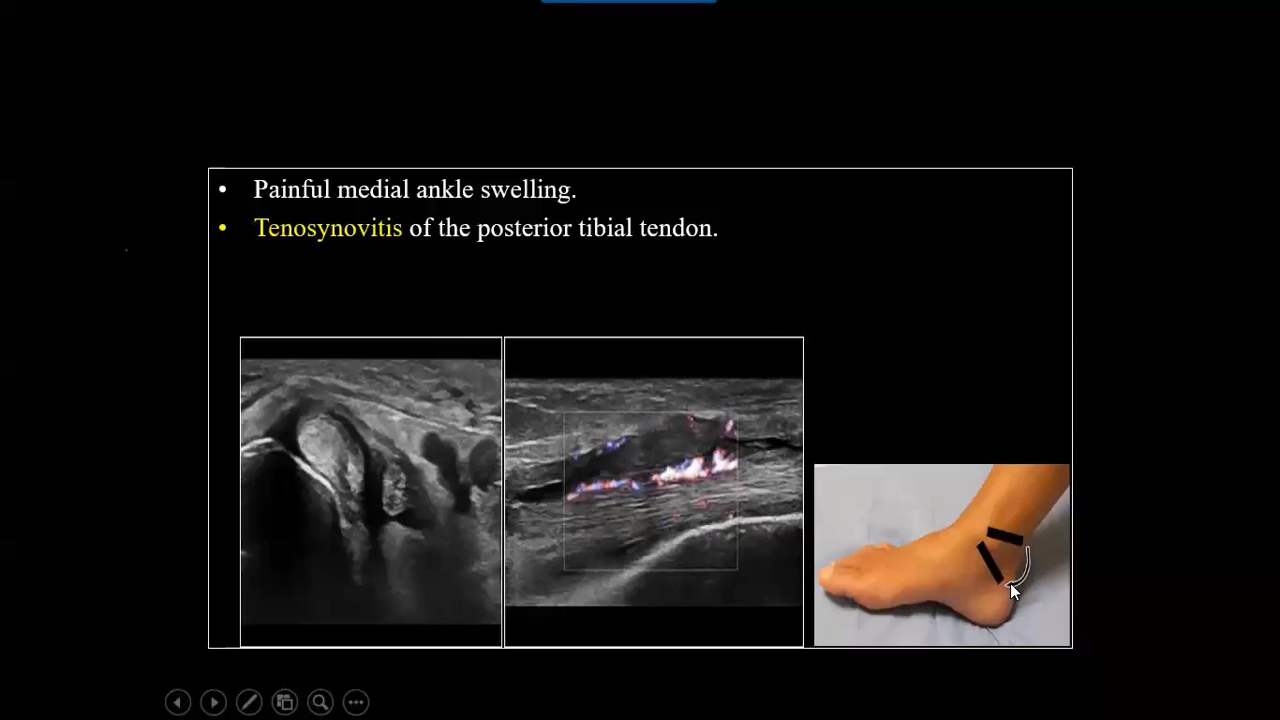 • Painful medial ankle swelling.
• Tenosynovitis of the posterior tibial tendon.